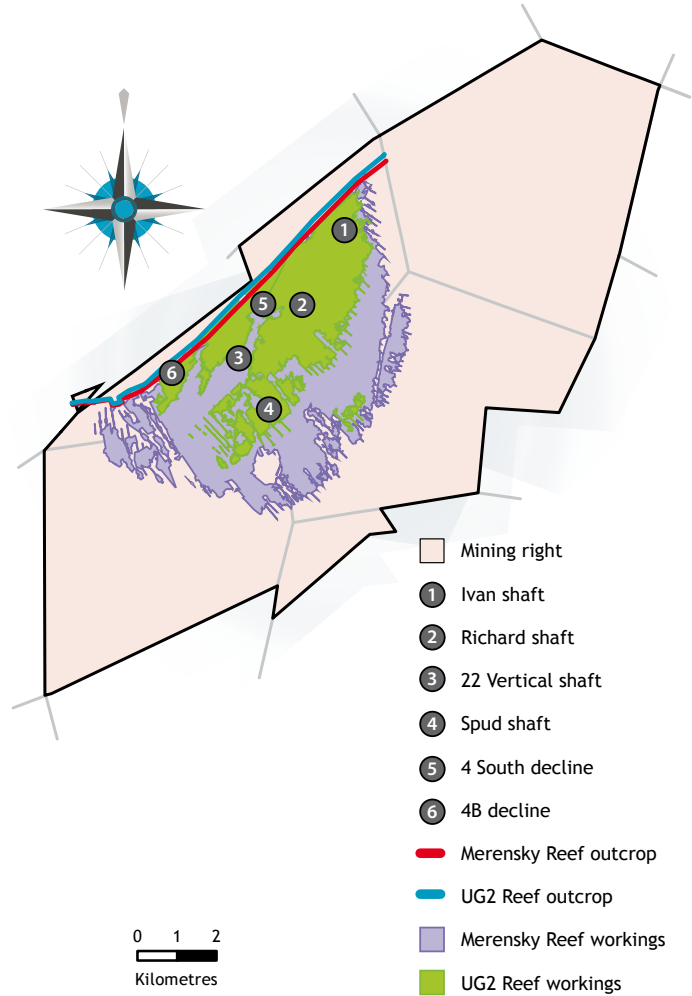 1
5
2
3
6
4
Mining right
1 Ivan shaft
2 Richard shaft
3 22 Vertical shaft
4 Spud shaft
5 4 South decline
6 4B decline
Merensky Reef outcrop
UG2 Reef outcrop
Merensky Reef workings
UG2 Reef workings
0 1 2
Kilometres